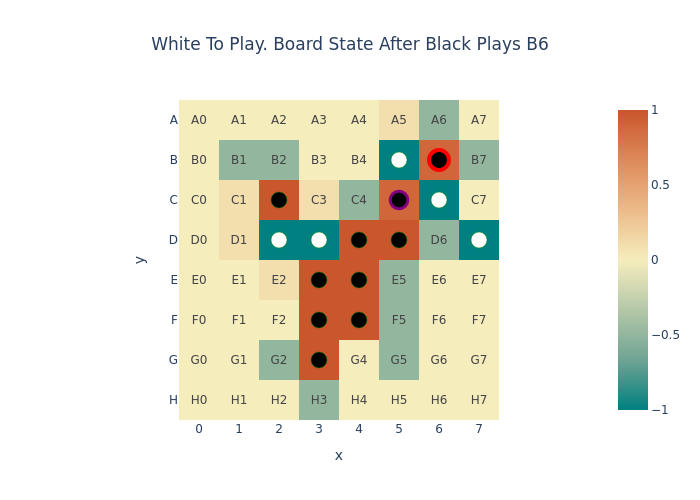 White To Play. Board State After Black Plays B6
A A0 A1 A2 A3 A4 A5 A6 A7
B B0 B1 B2 B3 B4 B7
C C0 C1 C3 C4 C7
D D0 D1 D6
E E0 E1 E2 E5 E6 E7
F F0 F1 F2 F5 F6 F7
G G0 G1 G2 G4 G5 G6 G7
H H0 H1 H2 H3 H4 H5 H6 H7
0 1 2 3 4 5 6 7
x
y
1
0.5
0
−0.5
−1